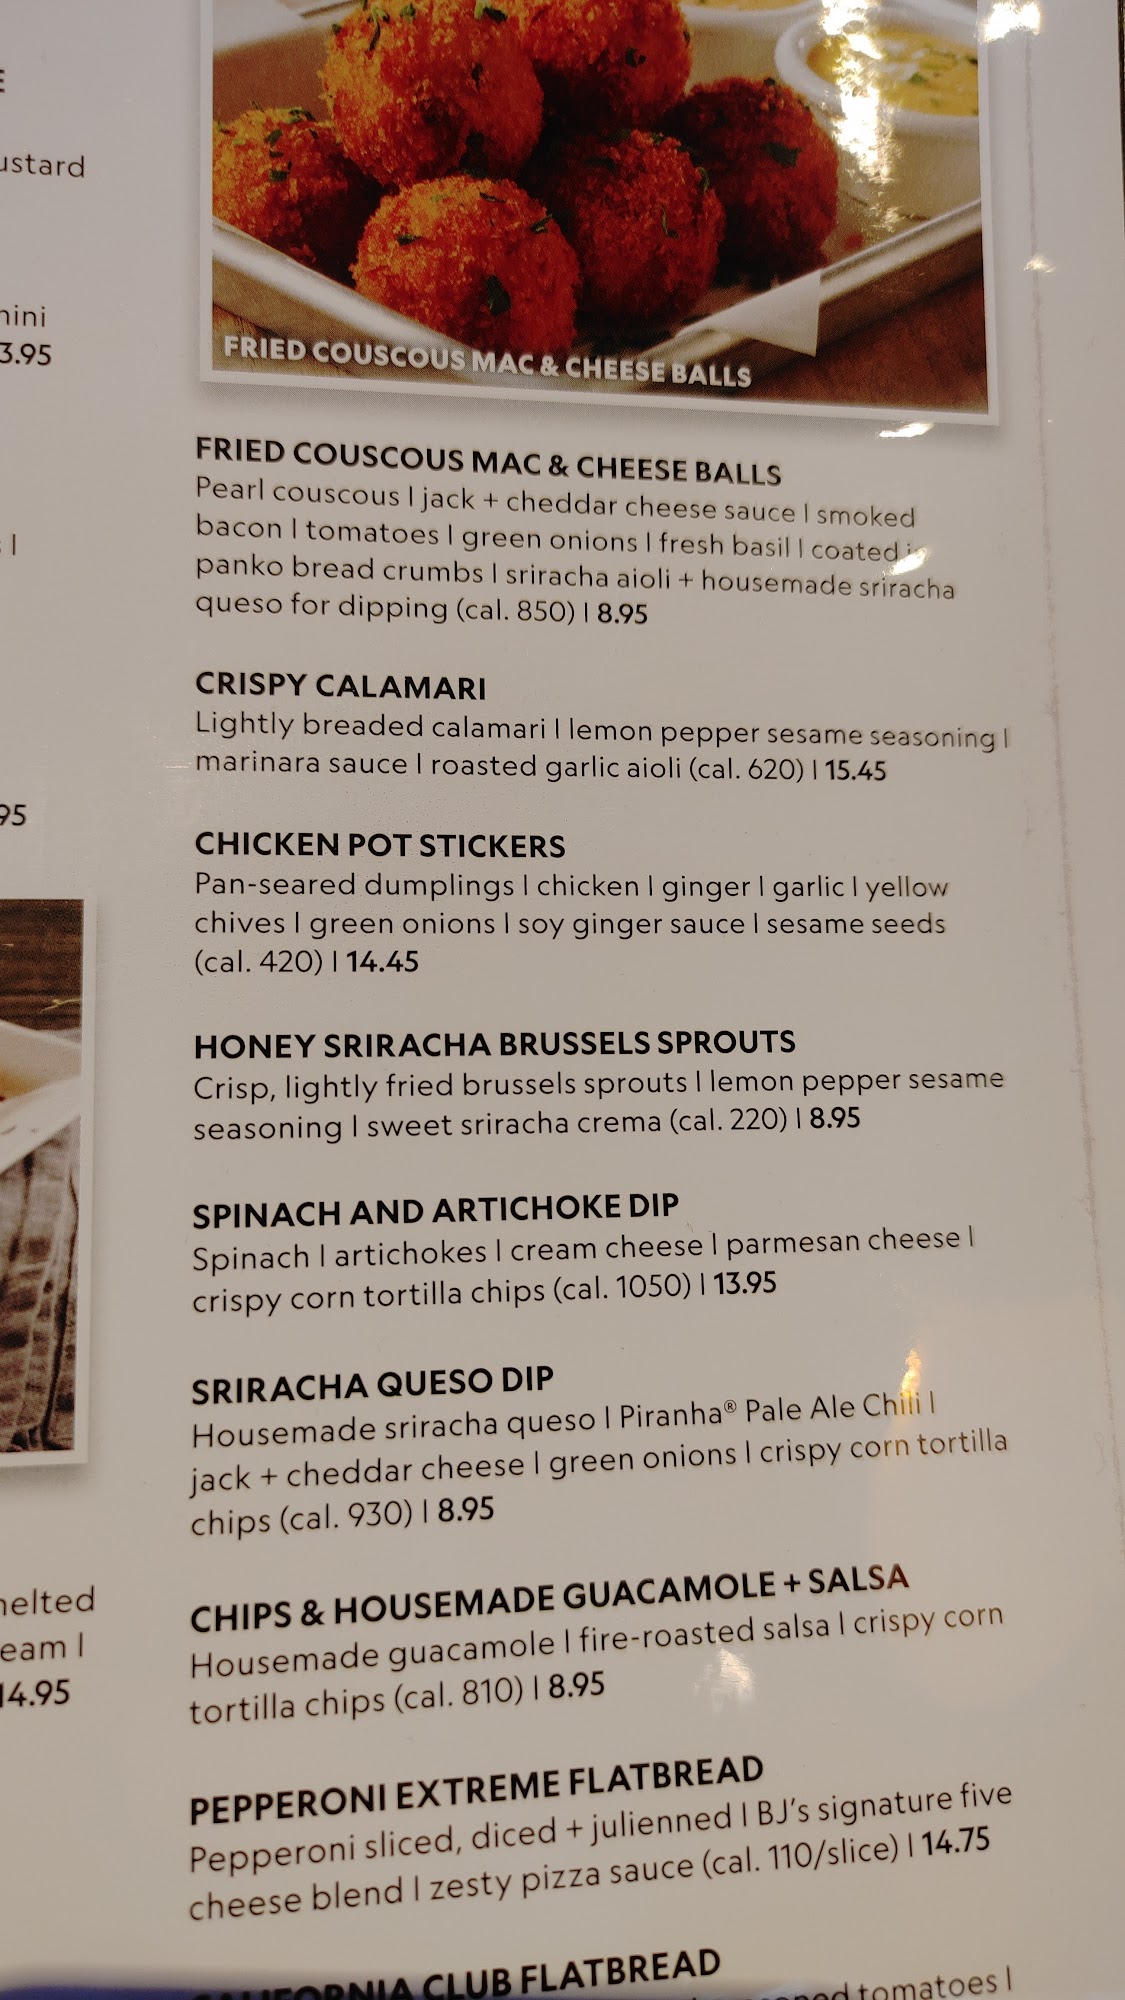 ustard
nini
3.95
95
nelted
eam |
14.95
FRIED COUSCOUS MAC & CHEESE BALLS
FRIED COUSCOUS MAC & CHEESE BALLS
Pearl couscous | jack + cheddar cheese sauce | smoked
bacon | tomatoes | green onions | fresh basil | coated
panko bread crumbs | sriracha aioli + housemade sriracha
queso for dipping (cal. 850) | 8.95
CRISPY CALAMARI
Lightly breaded calamari | lemon pepper sesame seasoning |
marinara sauce | roasted garlic aioli (cal. 620) | 15.45
CHICKEN POT STICKERS
Pan-seared dumplings | chicken | ginger | garlic | yellow
chives | green onions | soy ginger sauce | sesame seeds
(cal. 420) | 14.45
HONEY SRIRACHA BRUSSELS SPROUTS
Crisp, lightly fried brussels sprouts | lemon pepper sesame
seasoning | sweet sriracha crema (cal. 220) | 8.95
SPINACH AND ARTICHOKE DIP
Spinach | artichokes | cream cheese | parmesan cheese |
crispy corn tortilla chips (cal. 1050) | 13.95
SRIRACHA QUESO DIP
Housemade sriracha queso | Piranha® Pale Ale Chili |
jack + cheddar cheese | green onions | crispy corn tortilla
chips (cal. 930) | 8.95
CHIPS & HOUSEMADE GUACAMOLE + SALSA
Housemade guacamole | fire-roasted salsa | crispy corn
tortilla chips (cal. 810) | 8.95
PEPPERONI EXTREME FLATBREAD
Pepperoni sliced, diced + julienned | BJ's signature five
cheese blend | zesty pizza sauce (cal. 110/slice) | 14.75
CALIFORNIA CLUB FLATBREAD
tomatoes |